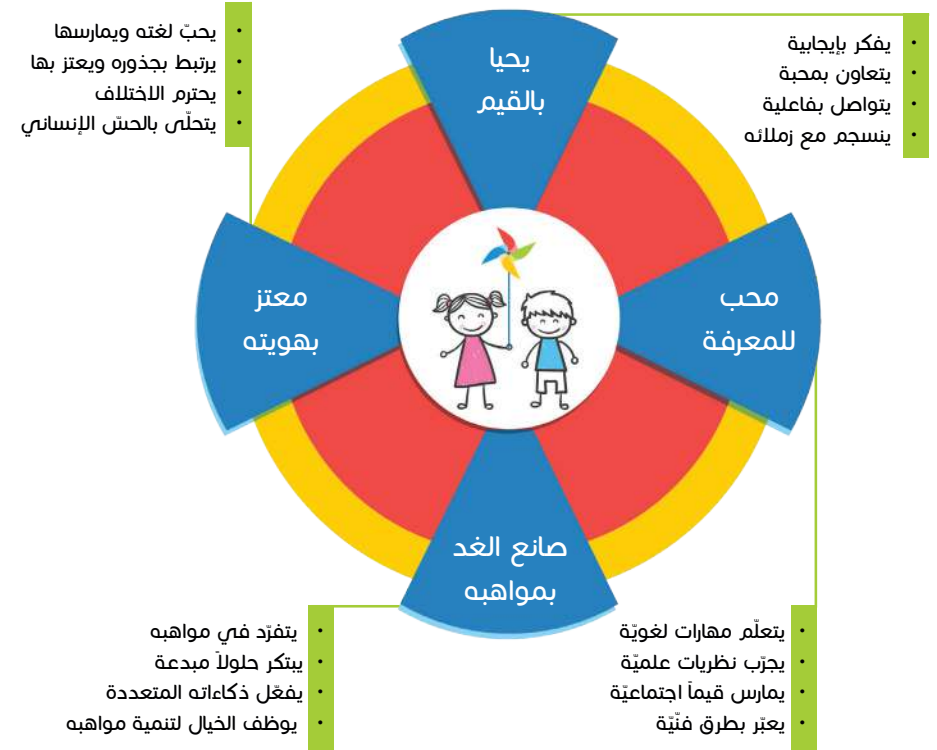 يحيا
بالقيم
يفكر بإيجابية
يتعاون بمحبة
يتواصل بفاعلية
ينسجم مع زملائه
يحبّ لغته ويمارسها
يرتبط بجذوره ويعتز بها
يحترم الاختلاف
يتحلّى بالحسّ الإنساني
محب
للمعرفة
معتز
بهويته
صانع الغد
بمواهبه
يتعلّم مهارات لغويّة
يجرّب نظريات علميّة
يمارس قيماً اجتماعيّة
يعبّر بطرق فنّيّة
يتفرّد في مواهبه
يبتكر حلولاً مبدعة
يفعّل ذكاءاته المتعددة
يوظف الخيال لتنمية مواهبه